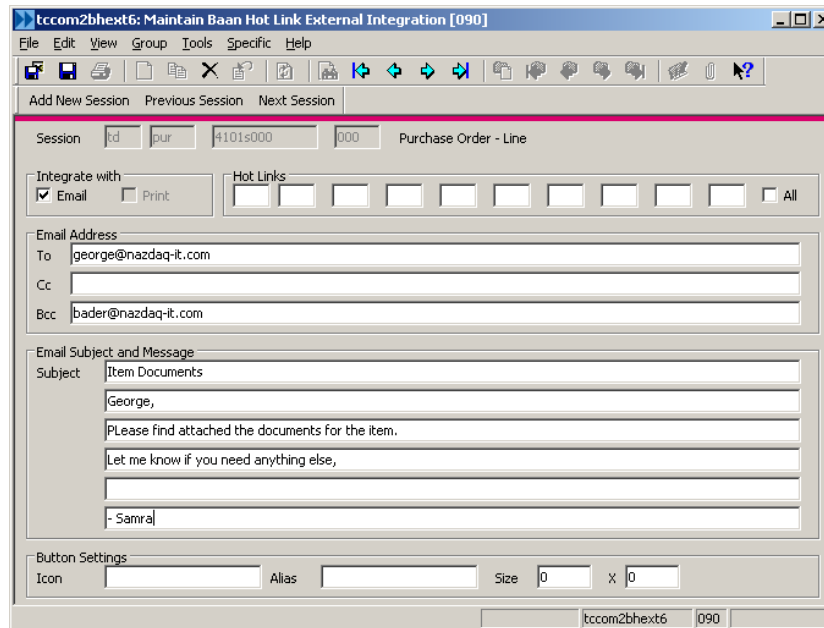 tccom2bhext6: Maintain Baan Hot Link External Integration [090]
File Edit View Group Tools Specific Help
Add New Session Previous Session Next Session
Session td pur 4101s000 000 Purchase Order - Line
Integrate with
Email Print
Hot Links
All
Email Address
To george@nazdaq-it.com
Cc
Bcc bader@nazdaq-it.com
Email Subject and Message
Subject Item Documents
George,
PLease find attached the documents for the item.
Let me know if you need anything else,
- Samra
Button Settings
Icon Alias Size 0 X 0
tccom2bhext6 090